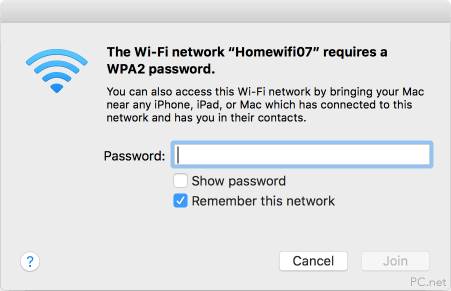 The Wi-Fi network “Homewifi07” requires a
WPA2 password.
You can also access this Wi-Fi network by bringing your Mac
near any iPhone, iPad, or Mac which has connected to this
network and has you in their contacts.
Password:
Show password
Remember this network
?
Cancel
Join
PC.net